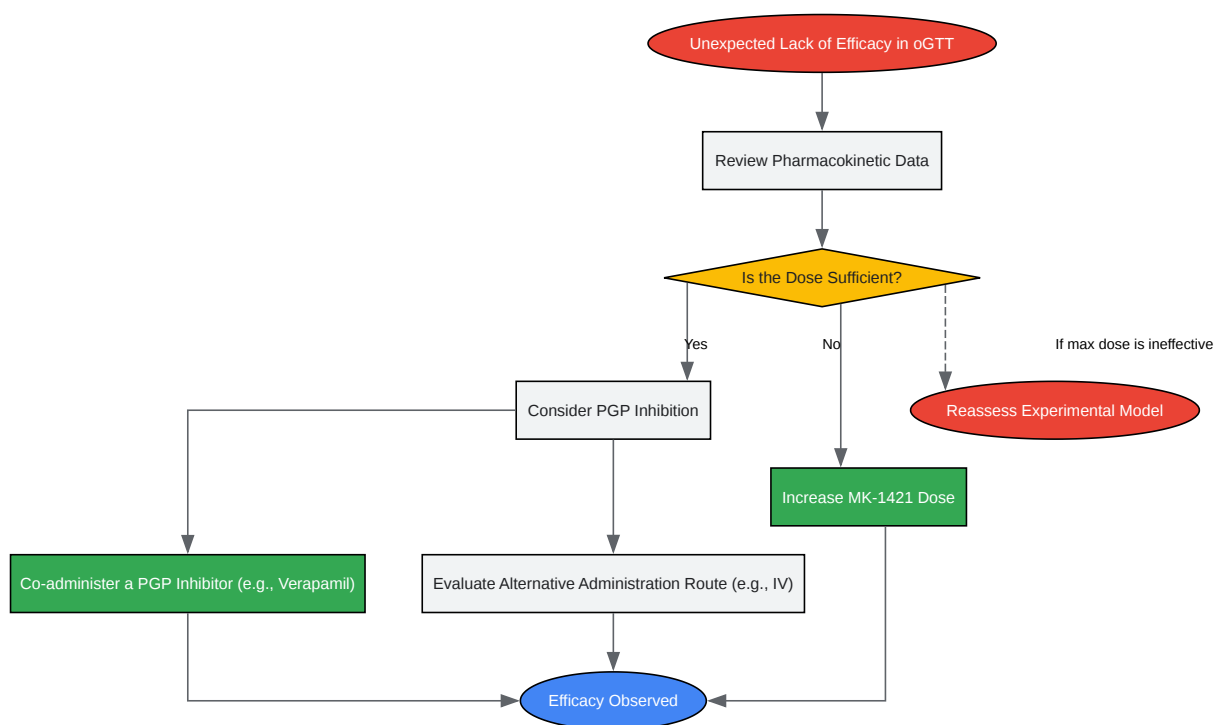 Unexpected Lack of Efficacy in oGTT
Review Pharmacokinetic Data
Is the Dose Sufficient?
Yes
No
If max dose is ineffective
Consider PGP Inhibition
Reassess Experimental Model
Increase MK-1421 Dose
Co-administer a PGP Inhibitor (e.g., Verapamil)
Evaluate Alternative Administration Route (e.g., IV)
Efficacy Observed